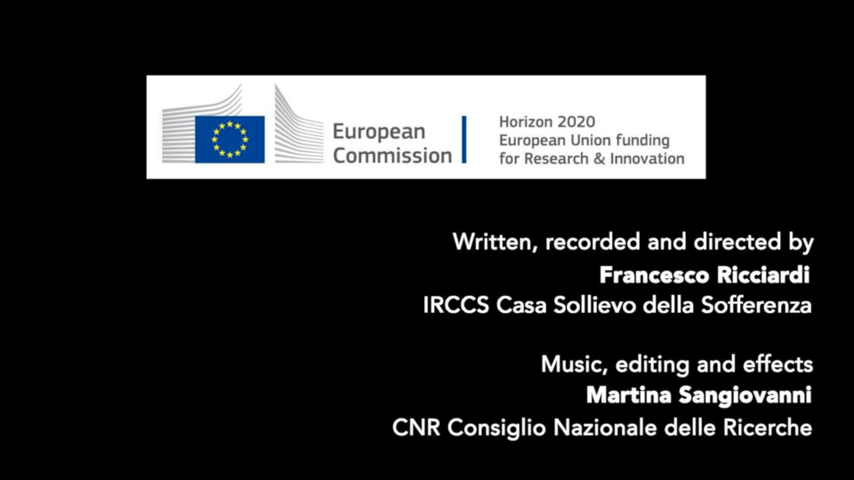 European
Commission
Horizon 2020
European Union funding
for Research & Innovation
Written, recorded and directed by
Francesco Ricciardi
IRCCS Casa Sollievo della Sofferenza
Music, editing and effects
Martina Sangiovanni
CNR Consiglio Nazionale delle Ricerche